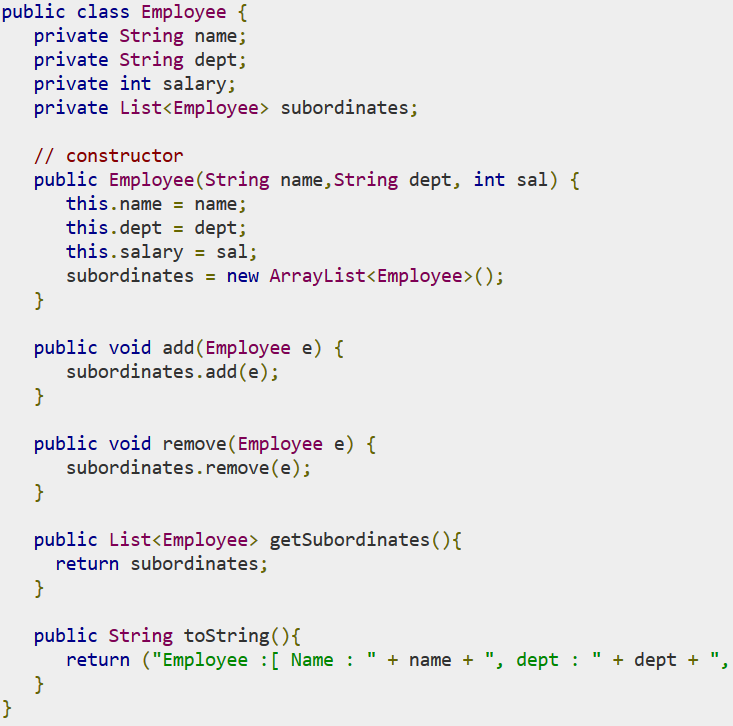 public class Employee {
   private String name;
   private String dept;
   private int salary;
   private List<Employee> subordinates;

   // constructor
   public Employee(String name,String dept, int sal) {
      this.name = name;
      this.dept = dept;
      this.salary = sal;
      subordinates = new ArrayList<Employee>();
   }

   public void add(Employee e) {
      subordinates.add(e);
   }

   public void remove(Employee e) {
      subordinates.remove(e);
   }

   public List<Employee> getSubordinates(){
     return subordinates;
   }

   public String toString(){
      return ("Employee :[ Name : " + name + ", dept : " + dept + ",
   }
}